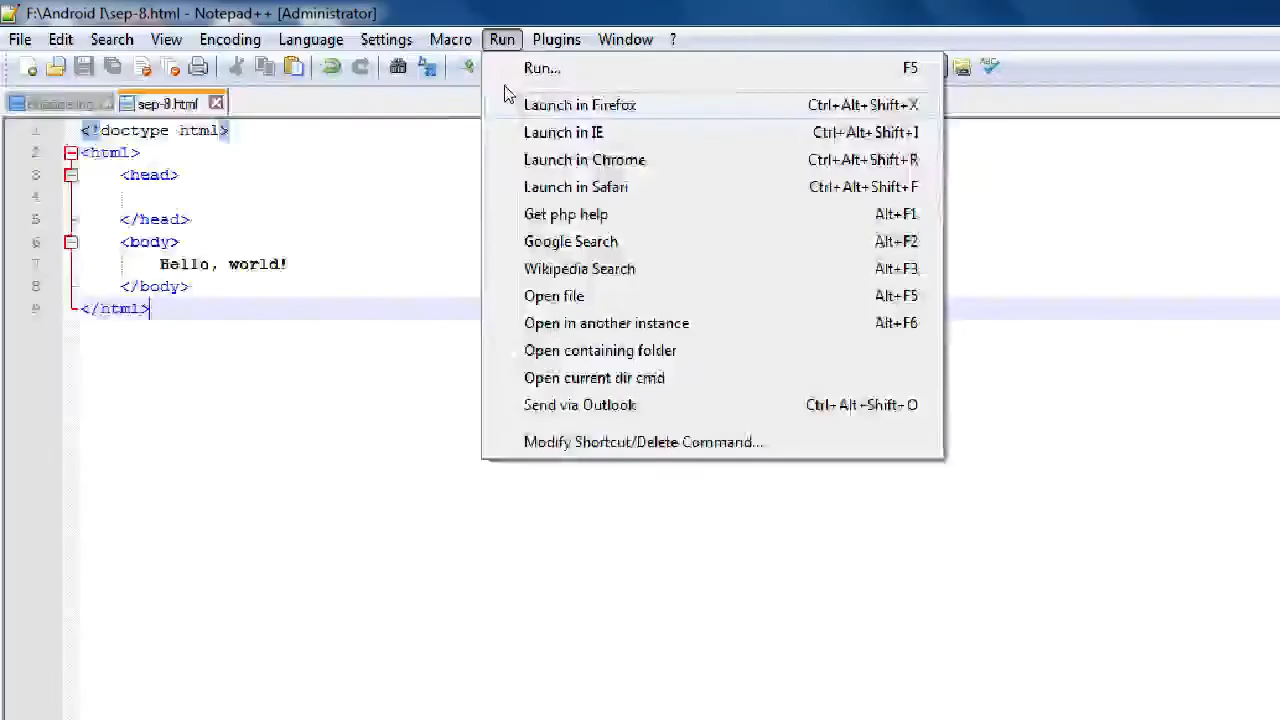 F:\Android I\sep-8.html - Notepad++ [Administrator]
File Edit Search View Encoding Language Settings Macro Run Plugins Window ?
sep-8.html
1 <!doctype html>
2 <html>
3 <head>
4
5 </head>
6 <body>
7 Hello, world!
8 </body>
9 </html>
Run... F5
Launch in Firefox Ctrl+Alt+Shift+X
Launch in IE Ctrl+Alt+Shift+I
Launch in Chrome Ctrl+Alt+Shift+R
Launch in Safari Ctrl+Alt+Shift+F
Get php help Alt+F1
Google Search Alt+F2
Wikipedia Search Alt+F3
Open file Alt+F5
Open in another instance Alt+F6
Open containing folder
Open current dir cmd
Send via Outlook Ctrl+Alt+Shift+O
Modify Shortcut/Delete Command...